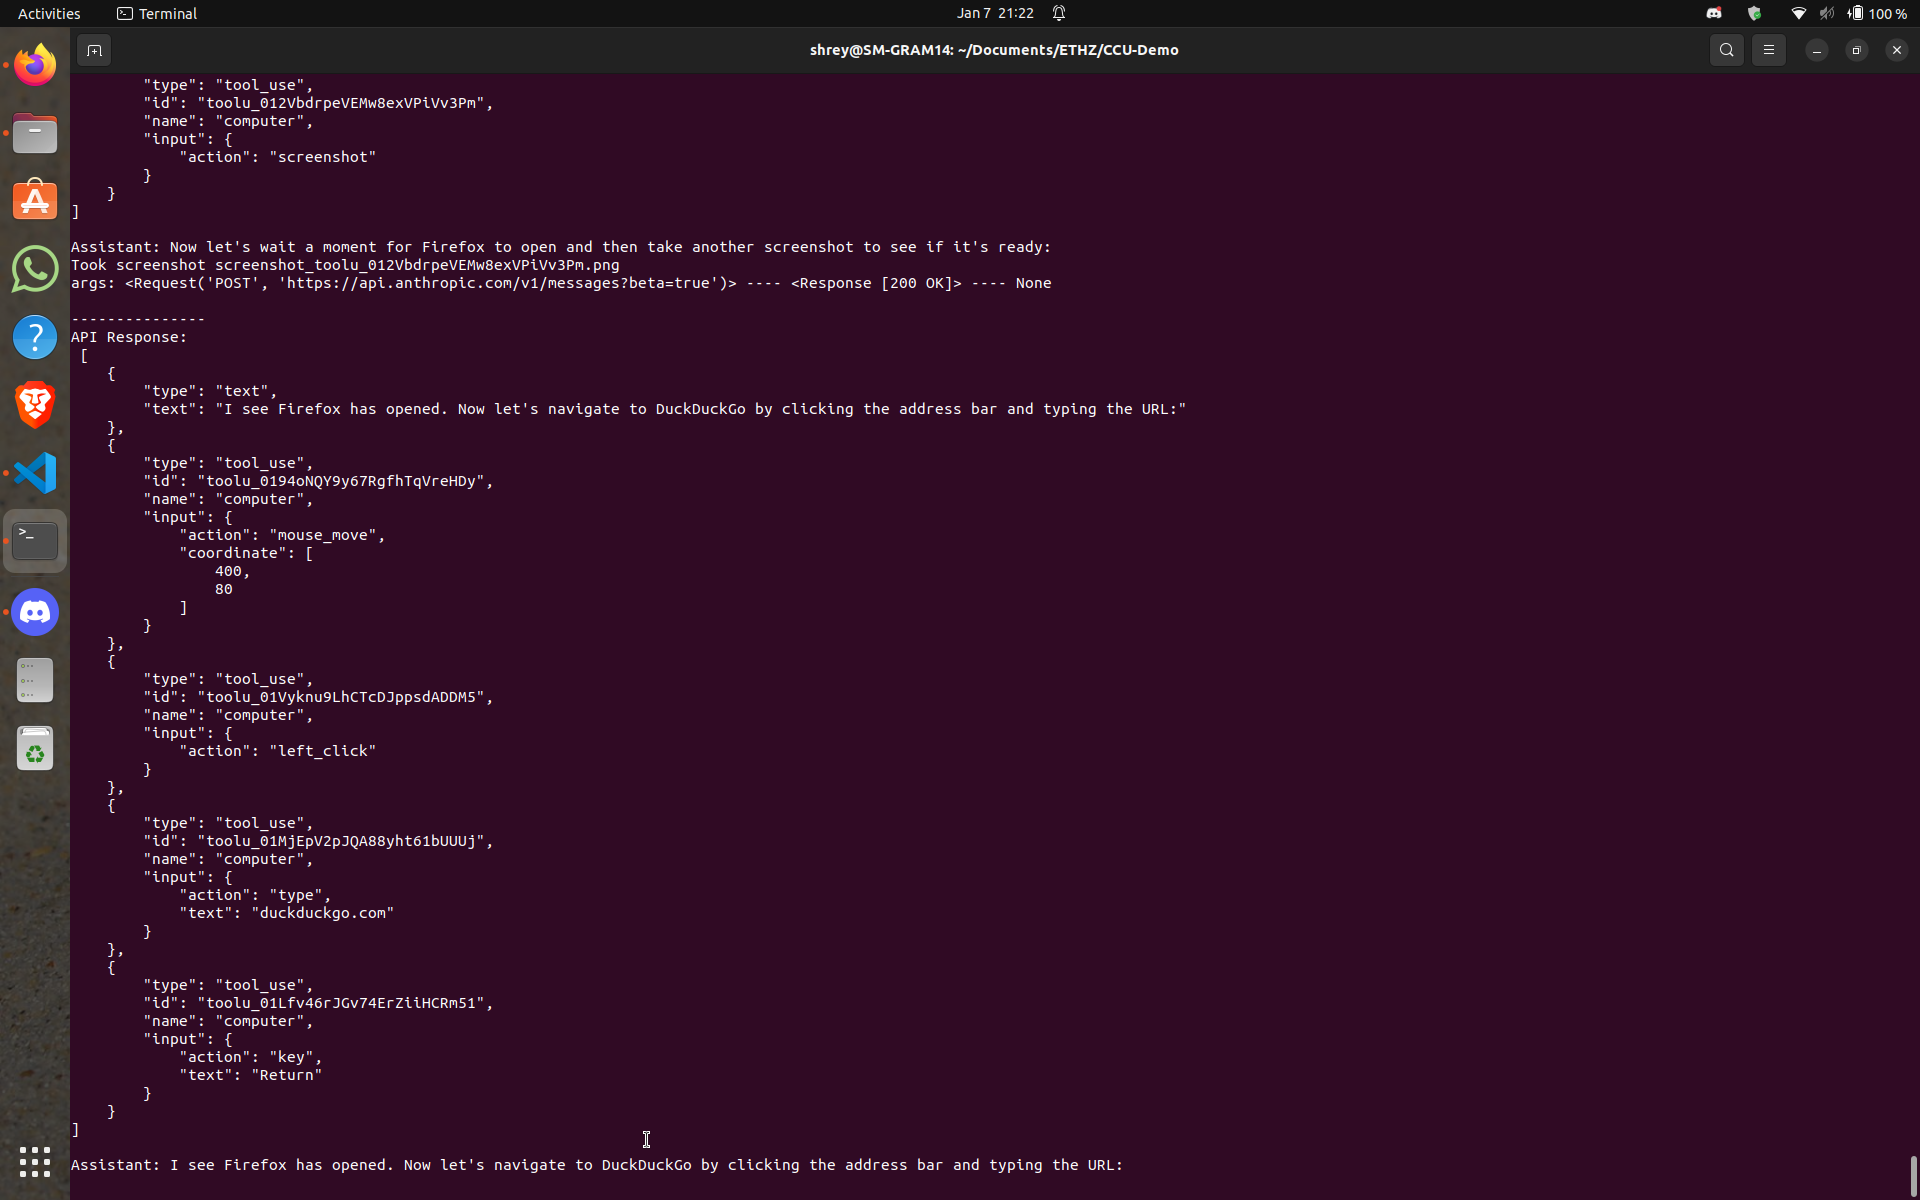 Activities Terminal Jan 7 21:22 100 %
shrey@SM-GRAM14: ~/Documents/ETHZ/CCU-Demo
        "type": "tool_use",
        "id": "toolu_012VbdrpeVEMw8exVPiVv3Pm",
        "name": "computer",
        "input": {
            "action": "screenshot"
        }
    }
]
Assistant: Now let's wait a moment for Firefox to open and then take another screenshot to see if it's ready:
Took screenshot screenshot_toolu_012VbdrpeVEMw8exVPiVv3Pm.png
args: <Request('POST', 'https://api.anthropic.com/v1/messages?beta=true')> ---- <Response [200 OK]> ---- None
---------------
API Response:
 [
    {
        "type": "text",
        "text": "I see Firefox has opened. Now let's navigate to DuckDuckGo by clicking the address bar and typing the URL:"
    },
    {
        "type": "tool_use",
        "id": "toolu_0194oNQY9y67RgfhTqVreHDy",
        "name": "computer",
        "input": {
            "action": "mouse_move",
            "coordinate": [
                400,
                80
            ]
        }
    },
    {
        "type": "tool_use",
        "id": "toolu_01Vyknu9LhCTcDJppsdADDM5",
        "name": "computer",
        "input": {
            "action": "left_click"
        }
    },
    {
        "type": "tool_use",
        "id": "toolu_01MjEpV2pJQA88yht61bUUUj",
        "name": "computer",
        "input": {
            "action": "type",
            "text": "duckduckgo.com"
        }
    },
    {
        "type": "tool_use",
        "id": "toolu_01Lfv46rJGv74ErZiiHCRm51",
        "name": "computer",
        "input": {
            "action": "key",
            "text": "Return"
        }
    }
]
Assistant: I see Firefox has opened. Now let's navigate to DuckDuckGo by clicking the address bar and typing the URL: